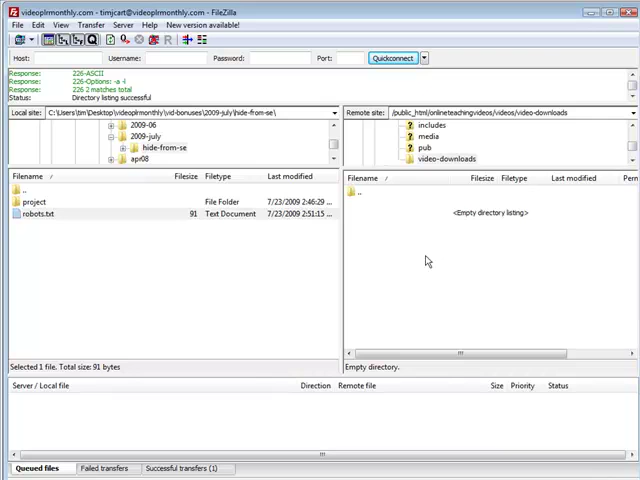 videoplrmonthly.com - timjcart@videoplrmonthly.com - FileZilla
File Edit View Transfer Server Help New version available!
Host: Username: Password: Port: Quickconnect
Response: 226-ASCII
Response: 226-Options: -a -l
Response: 226 2 matches total
Status: Directory listing successful
Local site: C:\Users\tim\Desktop\videoplrmonthly\vid-bonuses\2009-july\hide-from-se\
2009-06
2009-july
hide-from-se
apr08
Filename / Filesize Filetype Last modified
..
project File Folder 7/23/2009 2:46:29 ...
robots.txt 91 Text Document 7/23/2009 2:51:15 ...
Selected 1 file. Total size: 91 bytes
Remote site: /public_html/onlineteachingvideos/videos/video-downloads
? includes
? media
? pub
video-downloads
Filename / Filesize Filetype Last modified Perm
..
<Empty directory listing>
Empty directory.
Server / Local file Direction Remote file Size Priority Status
Queued files Failed transfers Successful transfers (1)